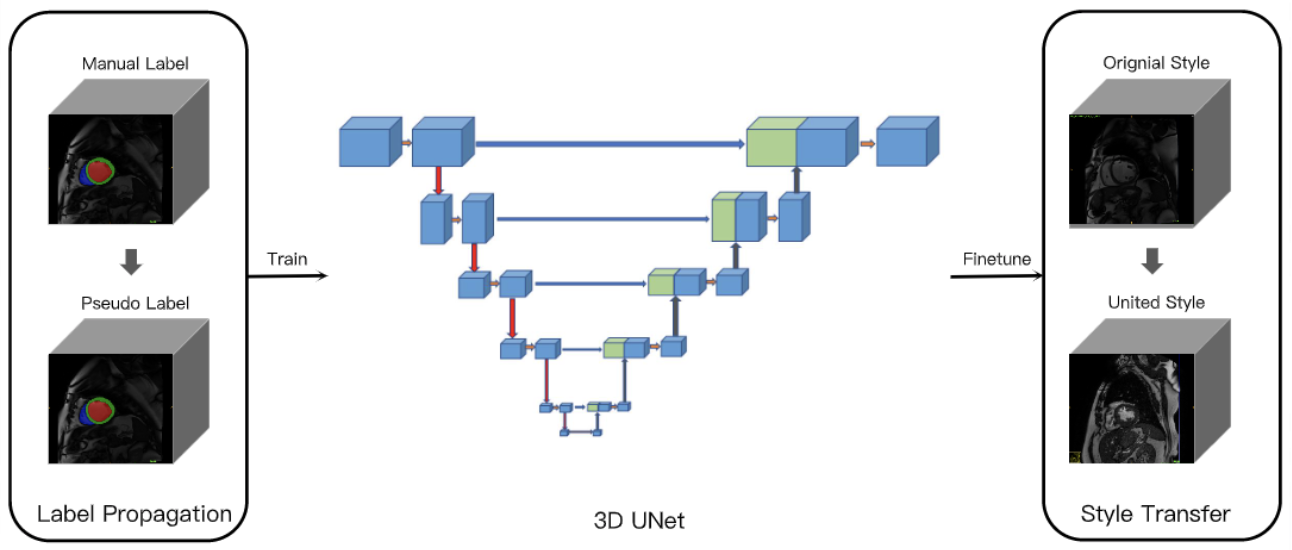 Manual Label
Pseudo Label
Label Propagation
Train
3D UNet
Finetune
Orignial Style
United Style
Style Transfer